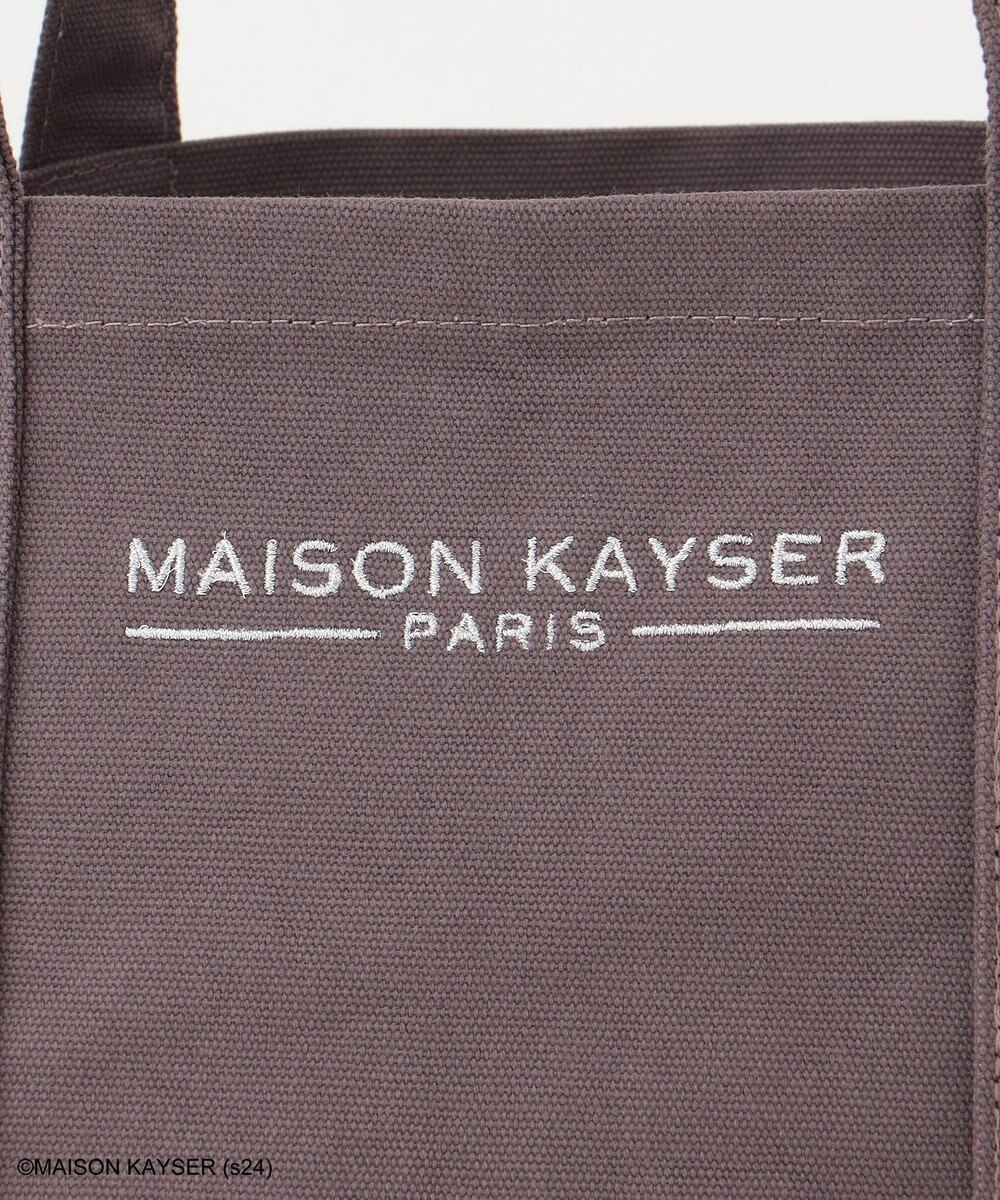 MAISON KAYSER
PARIS
©MAISON KAYSER (s24)